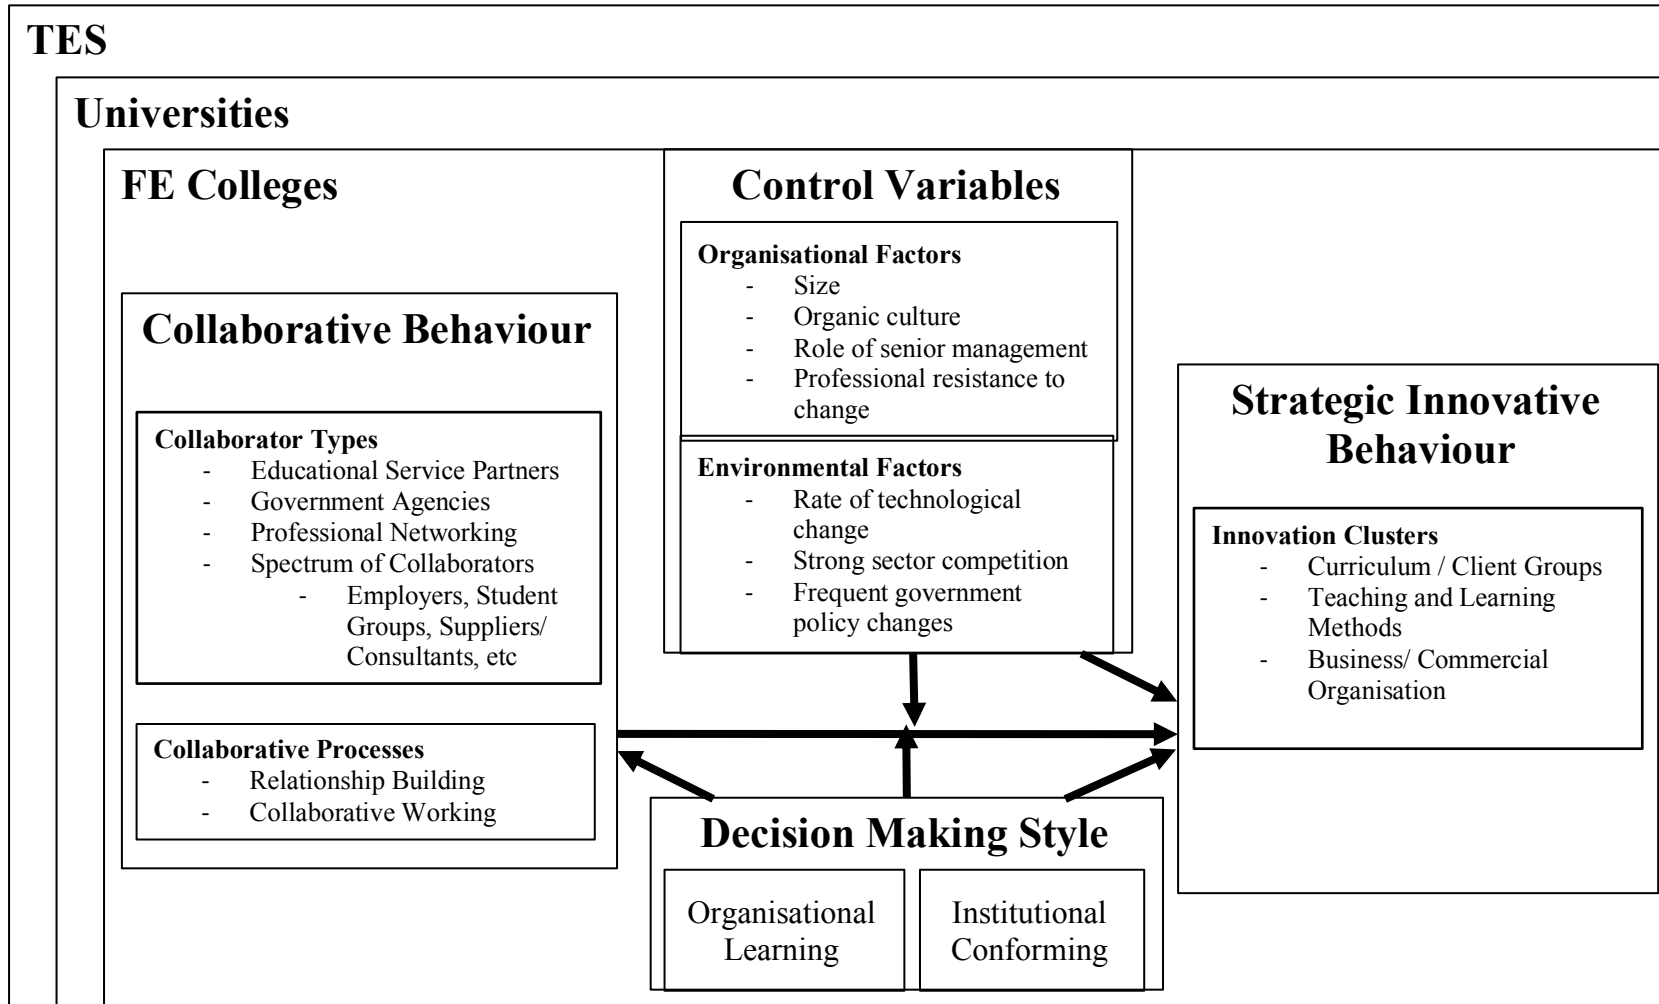 TES
Universities
FE Colleges
Control Variables
Organisational Factors
- Size
- Organic culture
- Role of senior management
- Professional resistance to
change
Environmental Factors
- Rate of technological
change
- Strong sector competition
- Frequent government
policy changes
Collaborative Behaviour
Collaborator Types
- Educational Service Partners
- Government Agencies
- Professional Networking
- Spectrum of Collaborators
- Employers, Student
Groups, Suppliers/
Consultants, etc
Collaborative Processes
- Relationship Building
- Collaborative Working
Strategic Innovative
Behaviour
Innovation Clusters
- Curriculum / Client Groups
- Teaching and Learning
Methods
- Business/ Commercial
Organisation
Decision Making Style
Organisational
Learning
Institutional
Conforming